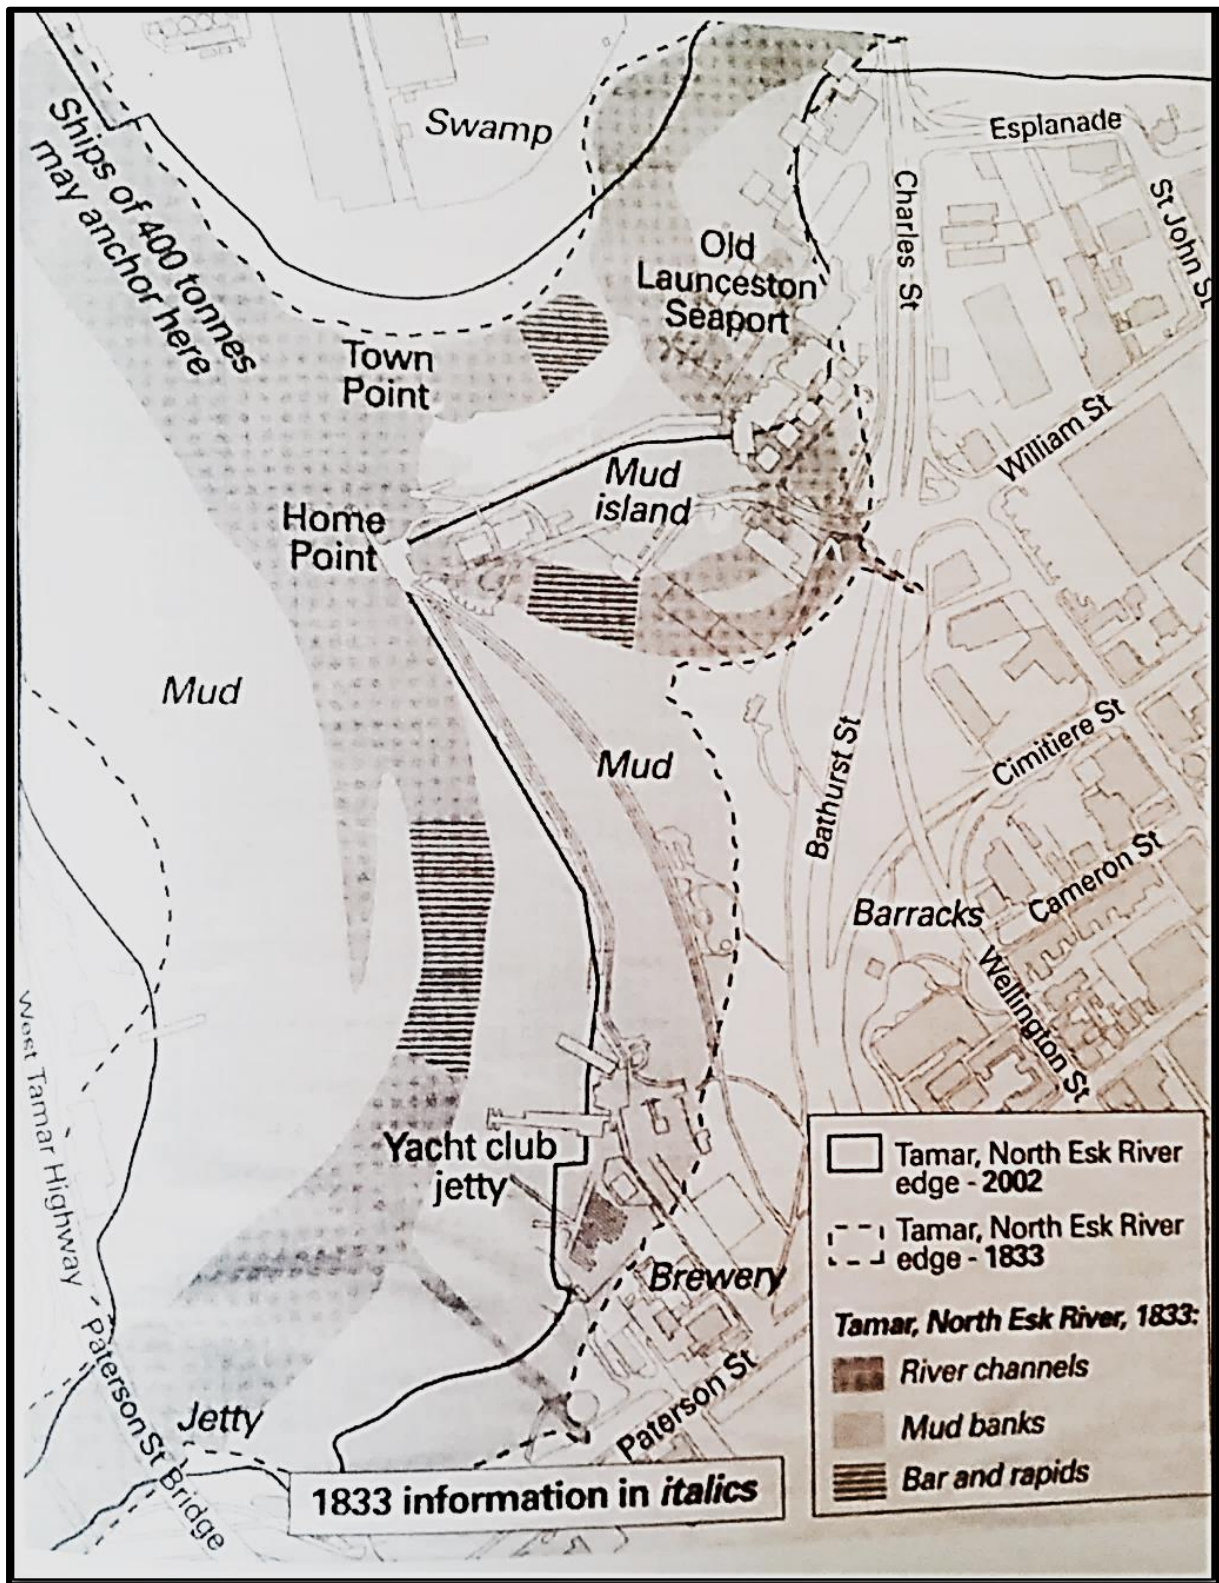 Swamp
Esplanade
Ships of 400 tonnes
may anchor here
Charles St
St John St
Old
Launceston
Seaport
Town
Point
William St
Mud
island
Home
Point
Mud
Mud
Bathurst St
Cimitiere St
Cameron St
Barracks
Wellington St
West Tamar Highway
Yacht club
jetty
Brewery
Paterson St
Paterson St Bridge
Jetty
Tamar, North Esk River
edge - 2002
Tamar, North Esk River
edge - 1833
Tamar, North Esk River, 1833:
River channels
Mud banks
Bar and rapids
1833 information in italics